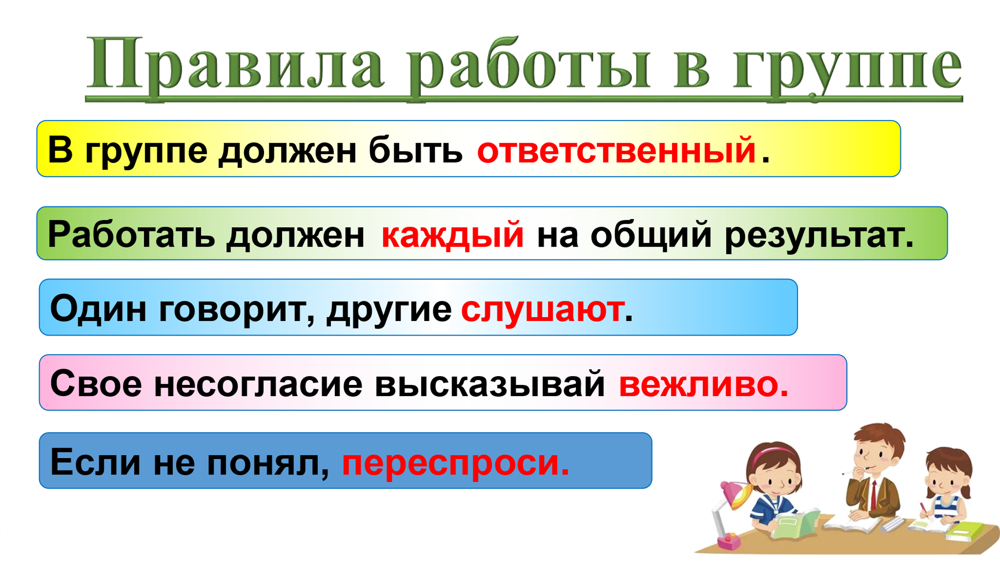 Правила работы в группе
В группе должен быть ответственный.
Работать должен каждый на общий результат.
Один говорит, другие слушают.
Свое несогласие высказывай вежливо.
Если не понял, переспроси.